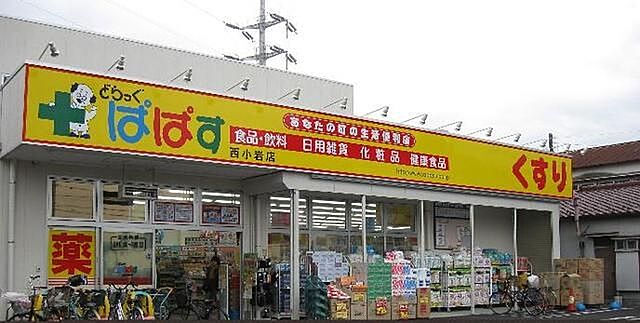 どらっぐ
ぱぱす
西小岩店
あなたの町の生活便利店
食品・飲料 日用雑貨 化粧品 健康食品
くすり
薬